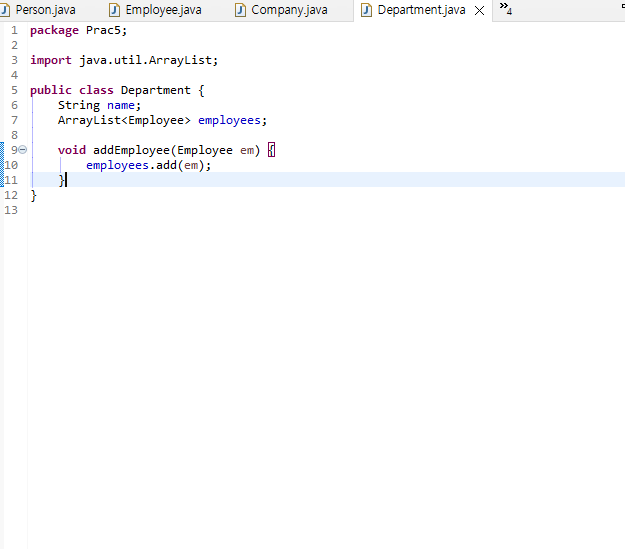 Person.java Employee.java Company.java Department.java 4
1 package Prac5;
2
3 import java.util.ArrayList;
4
5 public class Department {
6 String name;
7 ArrayList<Employee> employees;
8
9 void addEmployee(Employee em) {
10 employees.add(em);
11 }
12 }
13